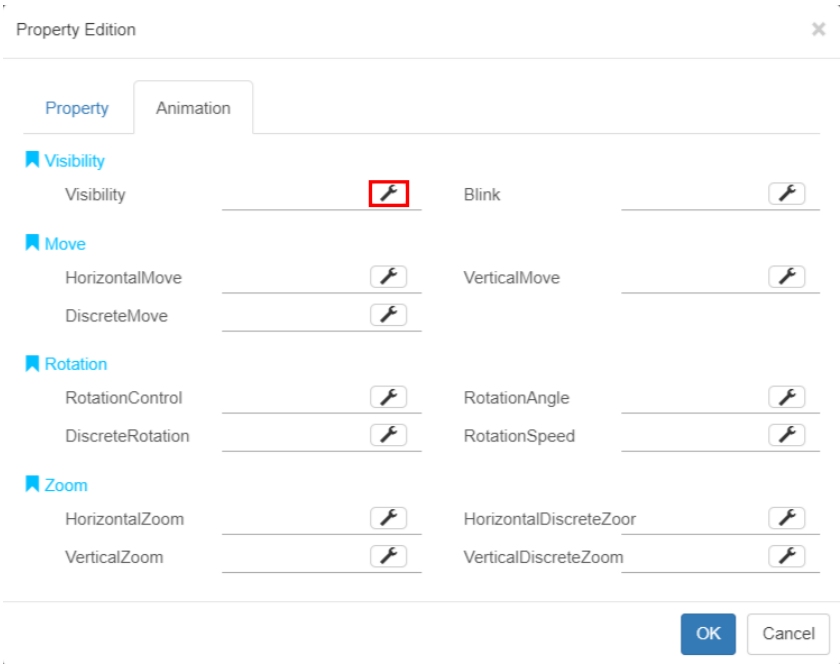 Property Edition ×
Property Animation
Visibility
Visibility Blink
Move
HorizontalMove VerticalMove
DiscreteMove
Rotation
RotationControl RotationAngle
DiscreteRotation RotationSpeed
Zoom
HorizontalZoom HorizontalDiscreteZoor
VerticalZoom VerticalDiscreteZoom
OK Cancel